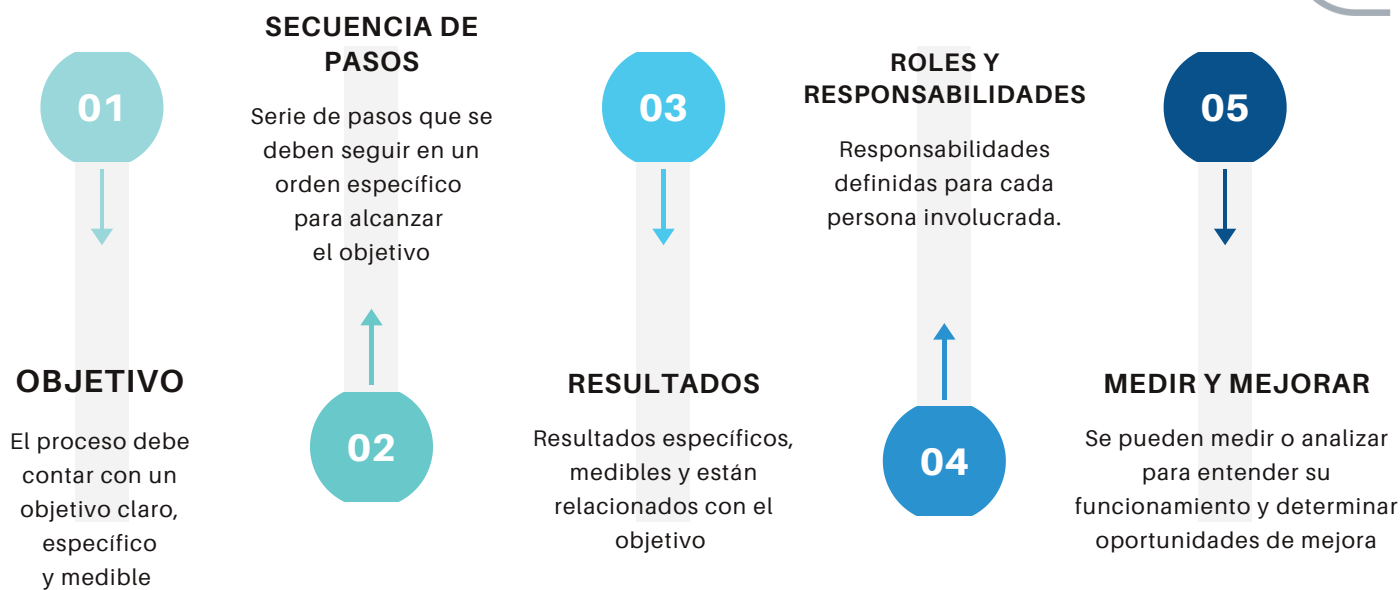 01
OBJETIVO
El proceso debe
contar con un
objetivo claro,
específico
y medible
SECUENCIA DE
PASOS
Serie de pasos que se
deben seguir en un
orden específico
para alcanzar
el objetivo
02
03
RESULTADOS
Resultados específicos,
medibles y están
relacionados con el
objetivo
ROLES Y
RESPONSABILIDADES
Responsabilidades
definidas para cada
persona involucrada.
04
05
MEDIR Y MEJORAR
Se pueden medir o analizar
para entender su
funcionamiento y determinar
oportunidades de mejora